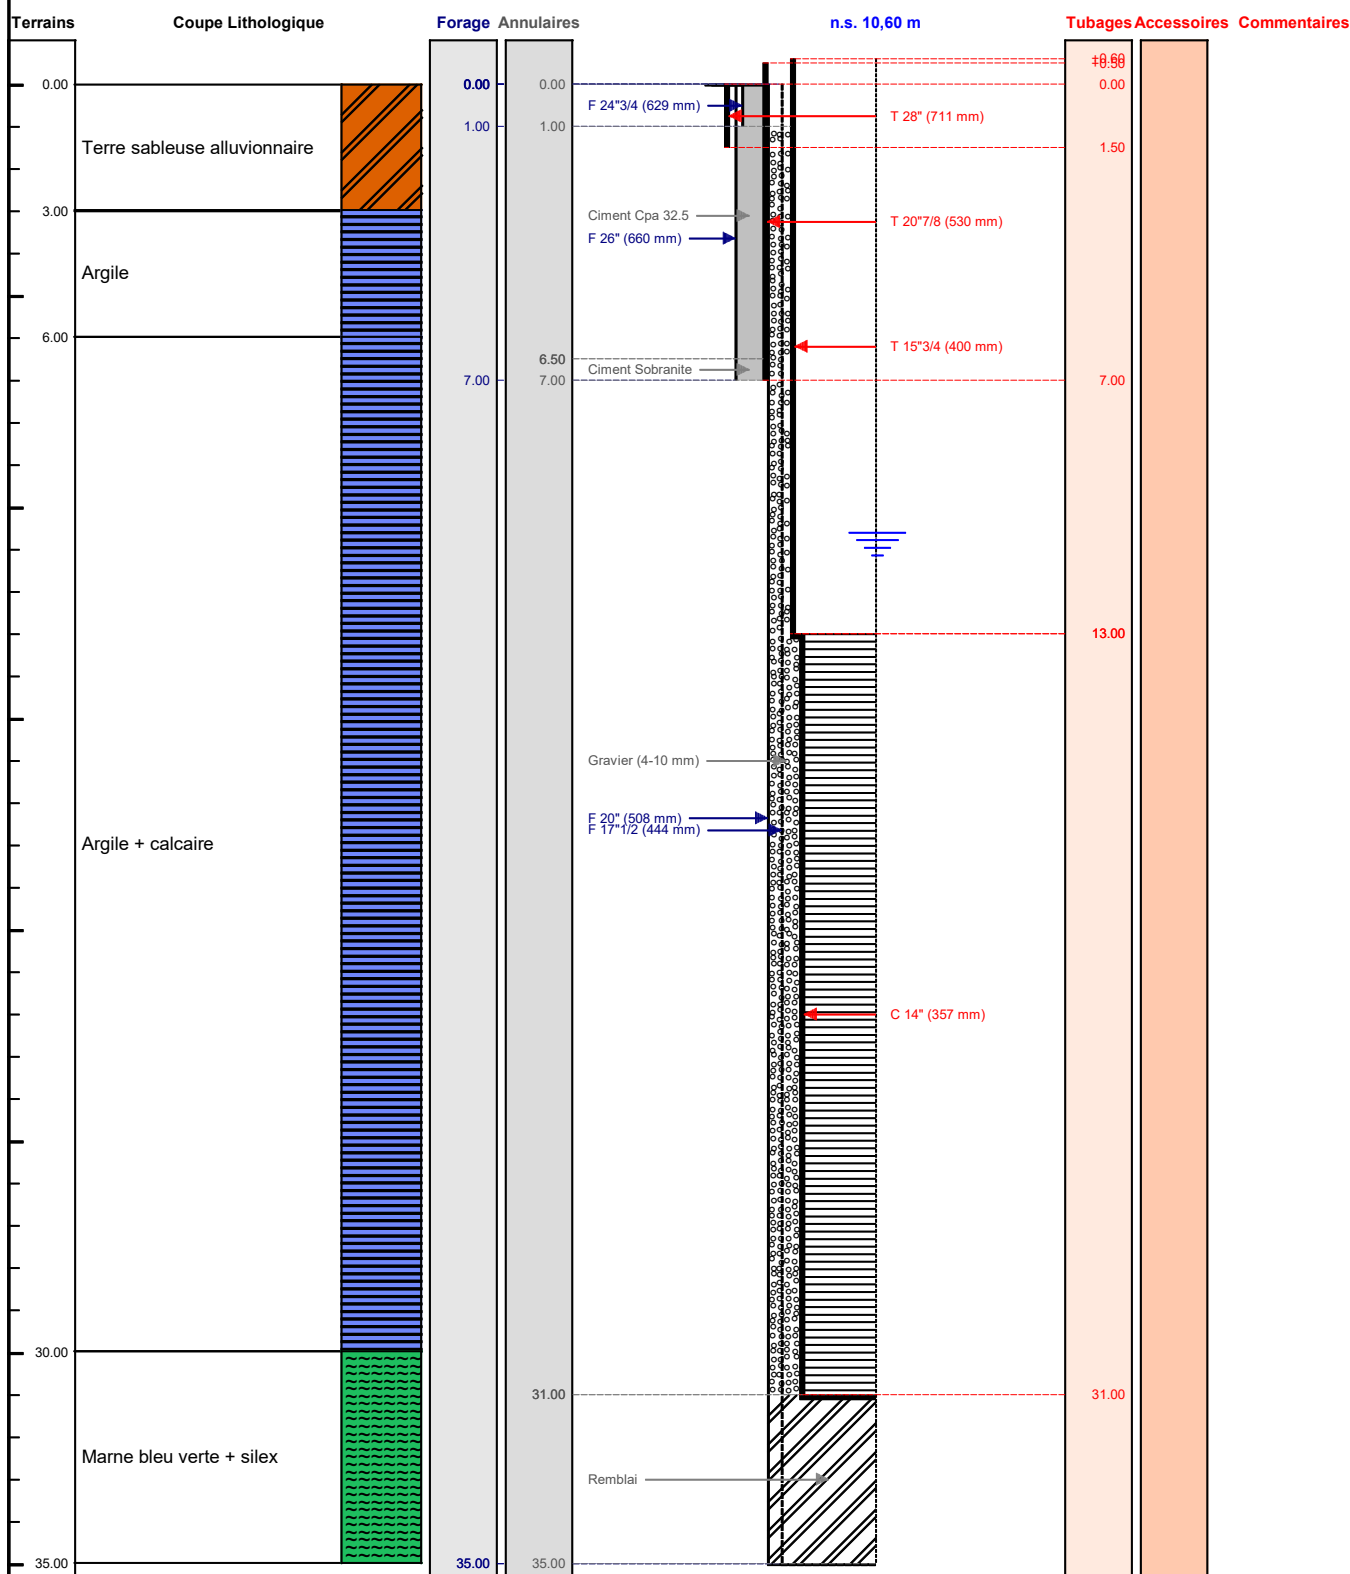 Terrains Coupe Lithologique Forage Annulaires n.s. 10,60 m Tubages Accessoires Commentaires
+0.60
+0.50
0.00 0.00 0.00 0.00
F 24"3/4 (629 mm)
T 28" (711 mm)
1.00 1.00
Terre sableuse alluvionnaire 1.50
3.00
Ciment Cpa 32.5 T 20"7/8 (530 mm)
F 26" (660 mm)
Argile
6.00
T 15"3/4 (400 mm)
6.50
Ciment Sobranite
7.00 7.00 7.00
13.00
Gravier (4-10 mm)
F 20" (508 mm)
F 17"1/2 (444 mm)
Argile + calcaire
C 14" (357 mm)
30.00
31.00 31.00
Marne bleu verte + silex
Remblai
35.00 35.00 35.00